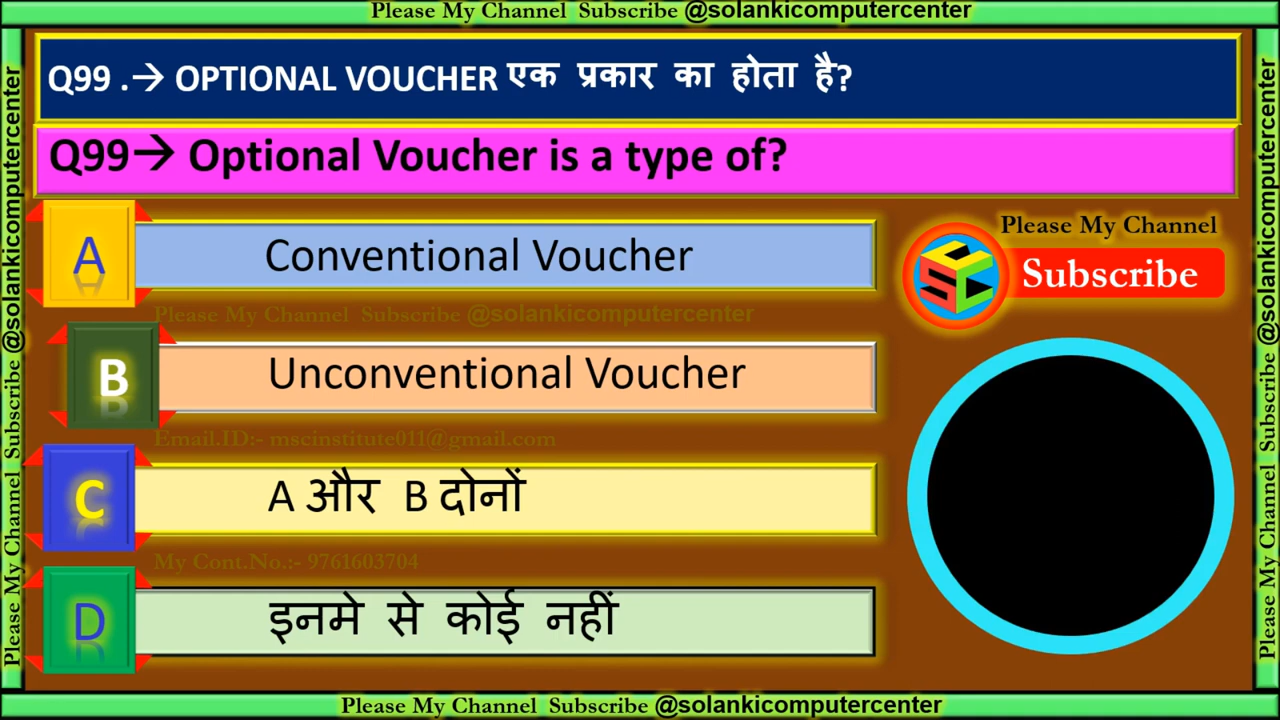 Please My Channel Subscribe @solankicomputercenter
Q99 .→ OPTIONAL VOUCHER एक प्रकार का होता है?
Q99→ Optional Voucher is a type of?
A Conventional Voucher
Please My Channel
Subscribe
Please My Channel Subscribe @solankicomputercenter
B Unconventional Voucher
Email.ID:- mscinstitute011@gmail.com
C A और B दोनों
My Cont.No.:- 9761603704
D इनमे से कोई नहीं
Please My Channel Subscribe @solankicomputercenter
Please My Channel Subscribe @solankicomputercenter
Please My Channel Subscribe @solankicomputercenter